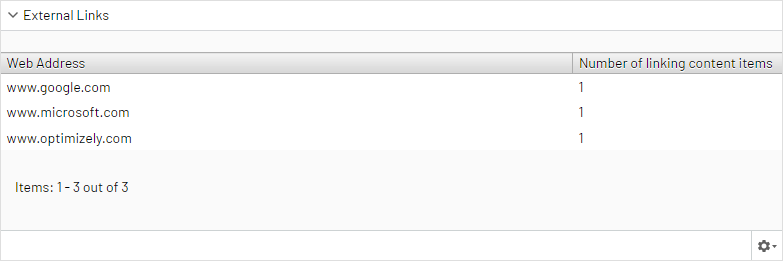 External Links
Web Address Number of linking content items
www.google.com 1
www.microsoft.com 1
www.optimizely.com 1
Items: 1 - 3 out of 3